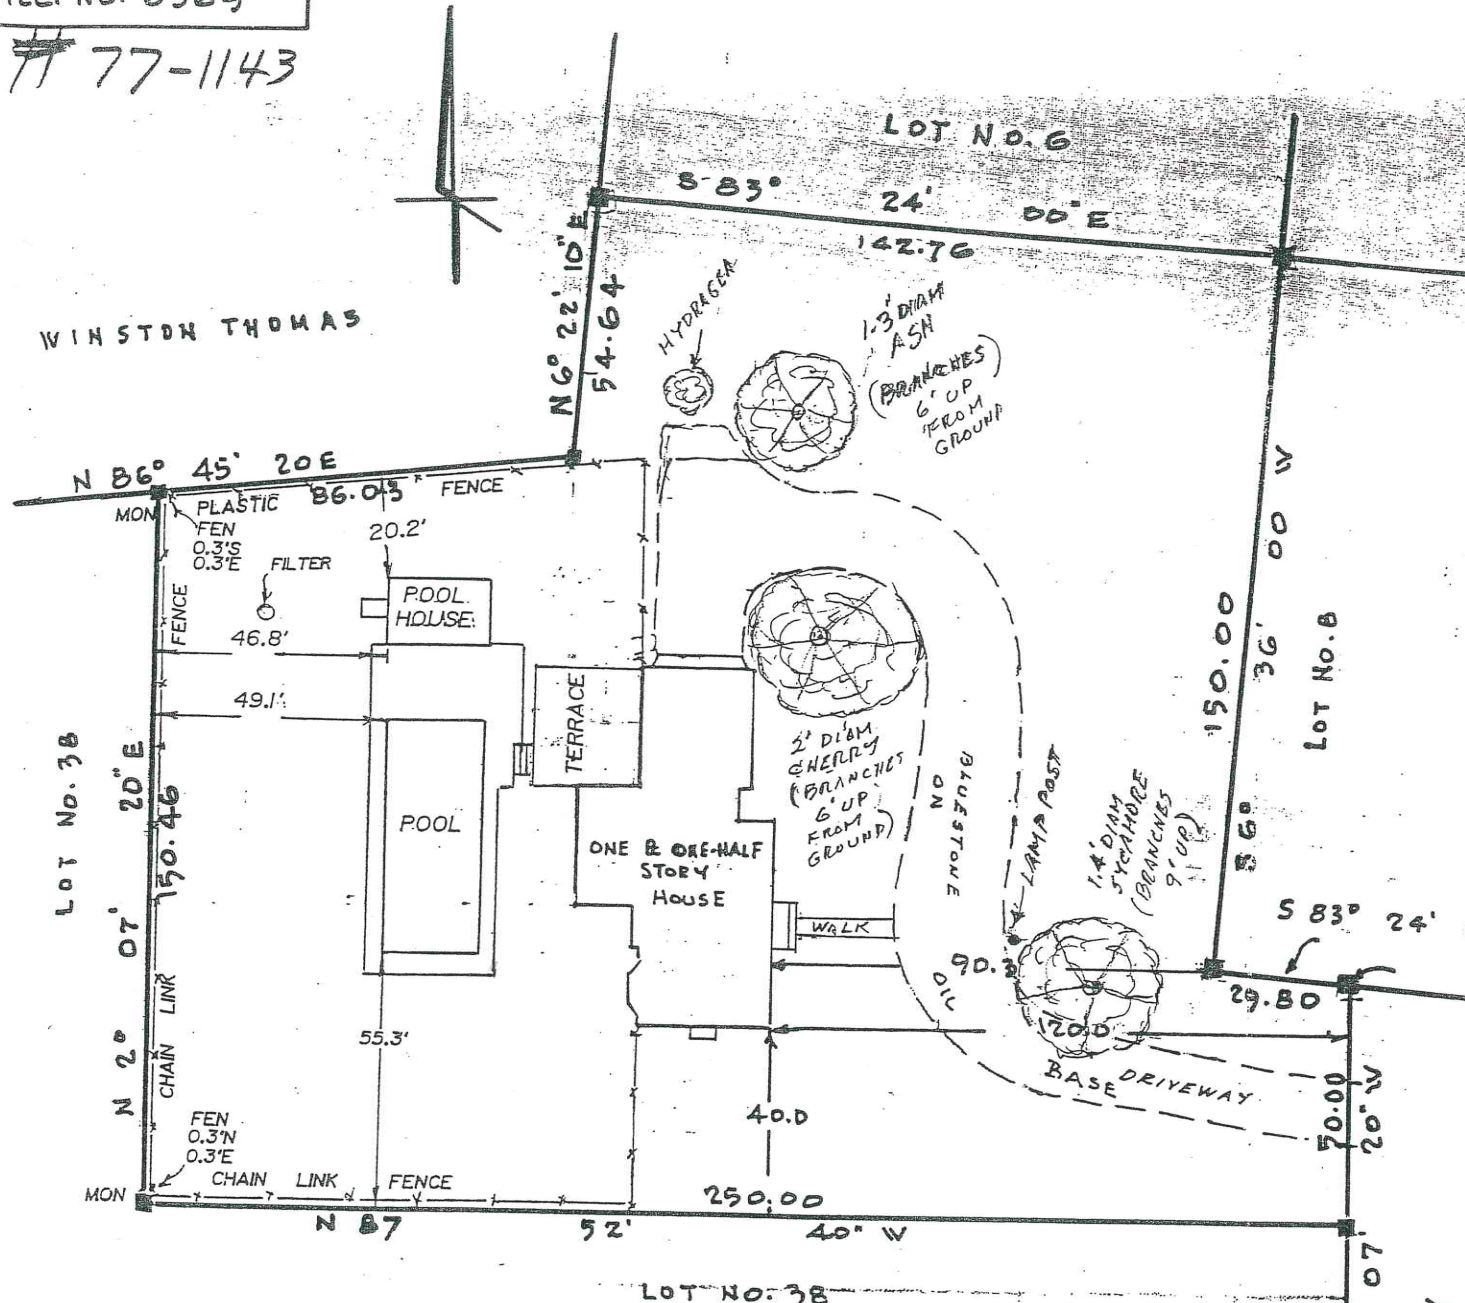 # 77-1143
LOT NO. 6
S 83° 24' 00" E
142.76
N 6° 22' 10" E
54.64
WINSTON THOMAS
HYDRAGEA
1.3' DIAM
ASH
(BRANCHES)
6' UP
FROM
GROUND
N 86° 45' 20 E
86.03
PLASTIC FENCE
MON
FEN
0.3'S
0.3'E
FILTER
20.2'
POOL
HOUSE
FENCE
46.8'
49.1'
TERRACE
POOL
LOT NO. 38
N 2° 07' 20" E
150.46
CHAIN LINK
ONE & ONE-HALF
STORY
HOUSE
2' DIAM
CHERRY
(BRANCHES
6' UP
FROM
GROUND)
OIL ON BLUESTONE
BASE DRIVEWAY
WALK
LAMP POST
1.4' DIAM
SYCAMORE
(BRANCHES
9' UP)
150.00
S 6° 36' 00 W
LOT NO. 8
S 83° 24'
29.80
90.3
120.0
40.0
55.3'
50.00
07' 20" W
FEN
0.3'N
0.3'E
MON
CHAIN LINK FENCE
250.00
N 87 52' 40" W
LOT NO. 38